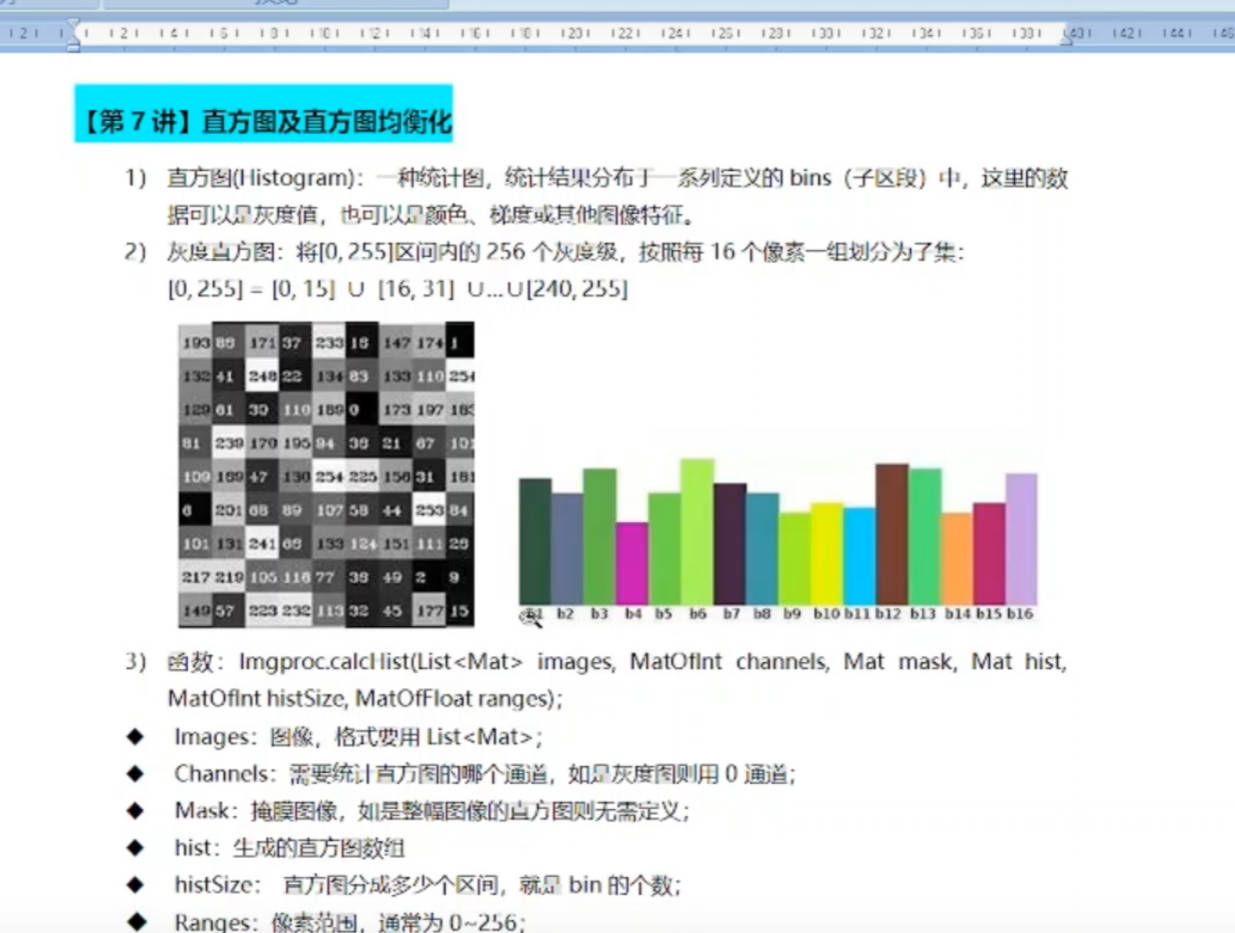 【第 7 讲】直方图及直方图均衡化
1) 直方图(Histogram)：一种统计图，统计结果分布于一系列定义的 bins（子区段）中，这里的数
据可以是灰度值，也可以是颜色、梯度或其他图像特征。
2) 灰度直方图：将[0, 255]区间内的 256 个灰度级，按照每 16 个像素一组划分为子集：
[0, 255] = [0, 15] ∪ [16, 31] ∪...∪[240, 255]
171 37 233 147 174 1
132 41 248 22 134 83 133 110 254
129 61 30 110 189 0 173 197
81 239 170 195 94 21 67
109 169 47 130 254 225 31
6 201 68 89 107 58 44 253 84
101 131 241 133 124 151 111
217 219 105 77 49 2 9
149 57 223 232 113 32 45 177 15
b2 b3 b4 b5 b6 b7 b8 b9 b10 b11 b12 b13 b14 b15 b16
3) 函数：Imgproc.calcHist(List<Mat> images, MatOfInt channels, Mat mask, Mat hist,
MatOfInt histSize, MatOfFloat ranges);
◆ Images：图像，格式要用 List<Mat>;
◆ Channels：需要统计直方图的哪个通道，如是灰度图则用 0 通道;
◆ Mask：掩膜图像，如是整幅图像的直方图则无需定义;
◆ hist：生成的直方图数组
◆ histSize： 直方图分成多少个区间，就是 bin 的个数;
◆ Ranges：像素范围，通常为 0~256;